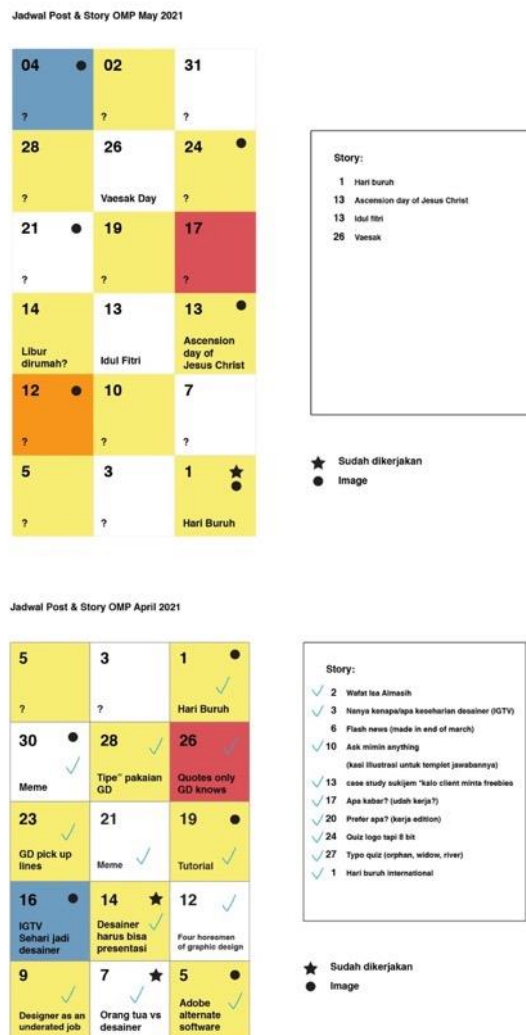 Jadwal Post & Story OMP May 2021
04
02
31
?
?
?
28
26
24
?
Vaesak Day
?
21
19
17
?
?
?
14
13
13
Libur
dirumah?
Idul Fitri
Ascension
day of
Jesus Christ
12
10
7
?
?
?
5
3
1
?
?
Hari Buruh
Story:
1 Hari buruh
13 Ascension day of Jesus Christ
13 Idul fitri
26 Vaesak
Sudah dikerjakan
Image
Jadwal Post & Story OMP April 2021
5
3
1
?
?
Hari Buruh
30
28
26
Meme
Tipe" pakaian
GD
Quotes only
GD knows
23
21
19
GD pick up
lines
Meme
Tutorial
16
14
12
IGTV
Sehari jadi
desainer
Desainer
harus bisa
presentasi
Four horesmen
of graphic design
9
7
5
Designer as an
underated job
Orang tua vs
desainer
Adobe
alternate
software
Story:
2 Wafat Isa Almasih
3 Nanya kenapa/apa keseharian desainer (IGTV)
6 Flash news (made in end of march)
10 Ask mimin anything
(kasi illustrasi untuk templet jawabannya)
13 case study sukijem "kalo client minta freebies
17 Apa kabar? (udah kerja?)
20 Prefer apa? (kerja edition)
24 Quiz logo tapi 8 bit
27 Typo quiz (orphan, widow, river)
1 Hari buruh international
Sudah dikerjakan
Image